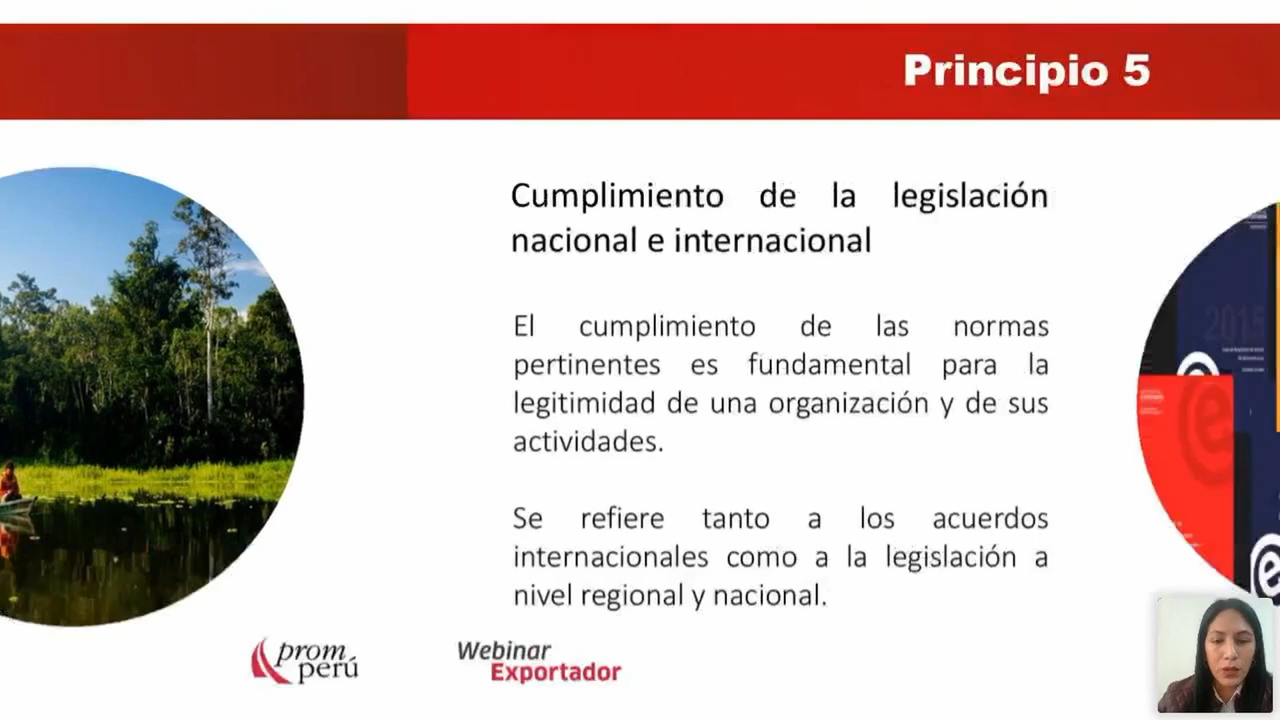 Principio 5
Cumplimiento de la legislación
nacional e internacional
El cumplimiento de las normas
pertinentes es fundamental para la
legitimidad de una organización y de sus
actividades.
Se refiere tanto a los acuerdos
internacionales como a la legislación a
nivel regional y nacional.
2015
prom
perú
Webinar
Exportador